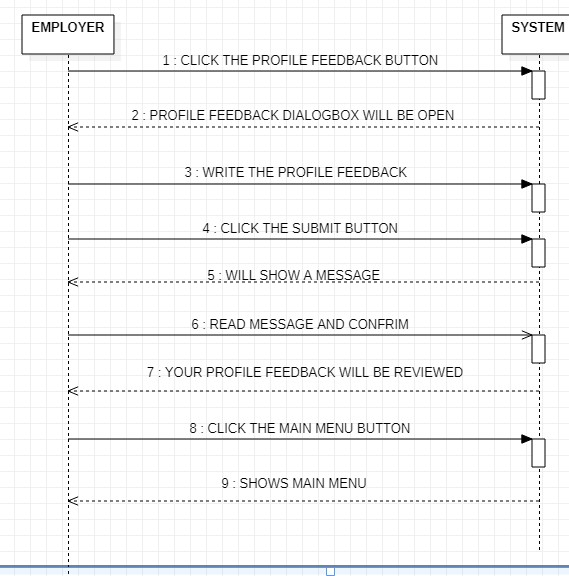 EMPLOYER
SYSTEM
1 : CLICK THE PROFILE FEEDBACK BUTTON
2 : PROFILE FEEDBACK DIALOGBOX WILL BE OPEN
3 : WRITE THE PROFILE FEEDBACK
4 : CLICK THE SUBMIT BUTTON
5 : WILL SHOW A MESSAGE
6 : READ MESSAGE AND CONFRIM
7 : YOUR PROFILE FEEDBACK WILL BE REVIEWED
8 : CLICK THE MAIN MENU BUTTON
9 : SHOWS MAIN MENU